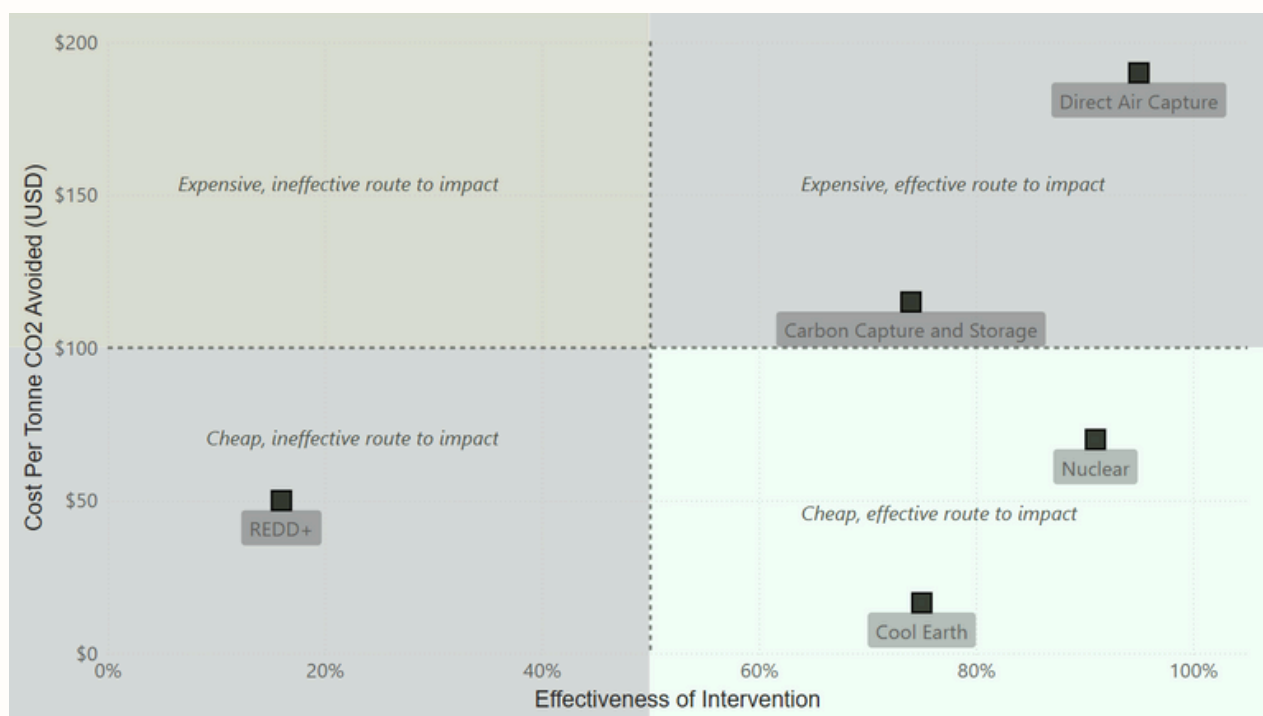 $200
Direct Air Capture
Expensive, ineffective route to impact
Expensive, effective route to impact
$150
Carbon Capture and Storage
$100
Cheap, ineffective route to impact
Nuclear
$50
REDD+
Cheap, effective route to impact
Cool Earth
$0
0%
20%
40%
60%
80%
100%
Cost Per Tonne CO2 Avoided (USD)
Effectiveness of Intervention